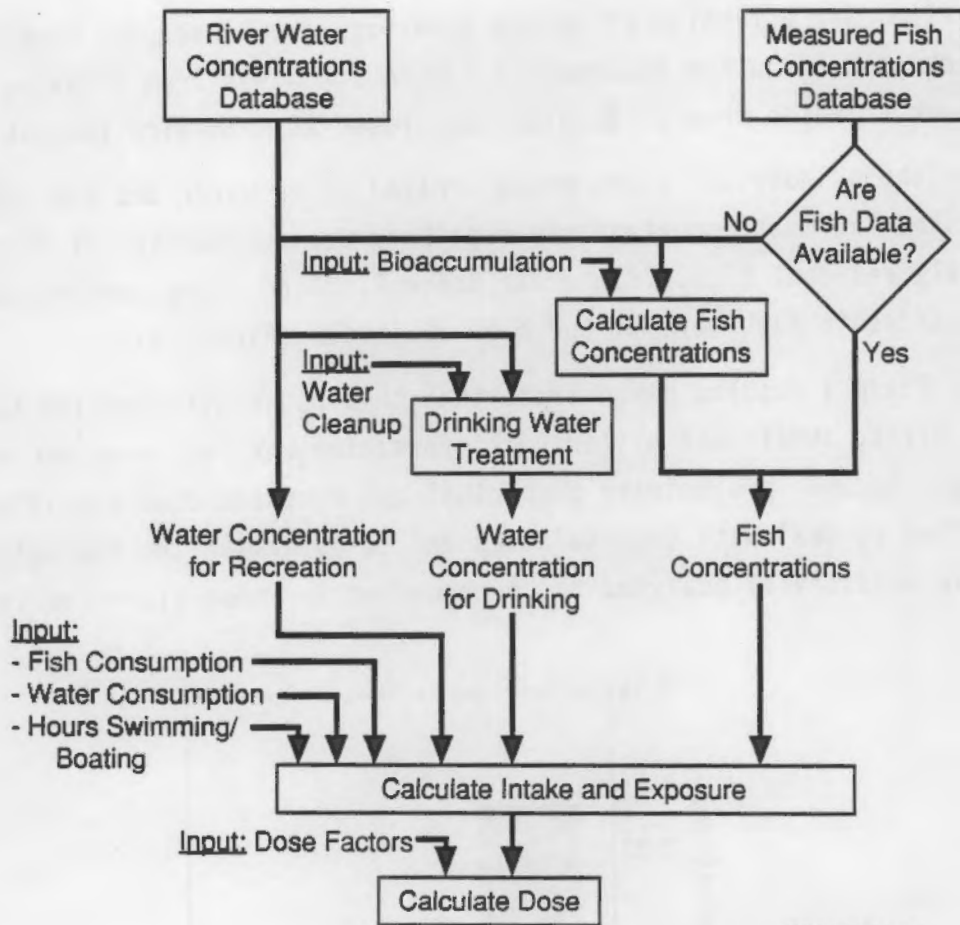 River Water
Concentrations
Database
Measured Fish
Concentrations
Database
Are
Fish Data
Available?
No
Yes
Input: Bioaccumulation
Calculate Fish
Concentrations
Input:
Water
Cleanup
Drinking Water
Treatment
Water Concentration
for Recreation
Water
Concentration
for Drinking
Fish
Concentrations
Input:
- Fish Consumption
- Water Consumption
- Hours Swimming/
Boating
Calculate Intake and Exposure
Input: Dose Factors
Calculate Dose